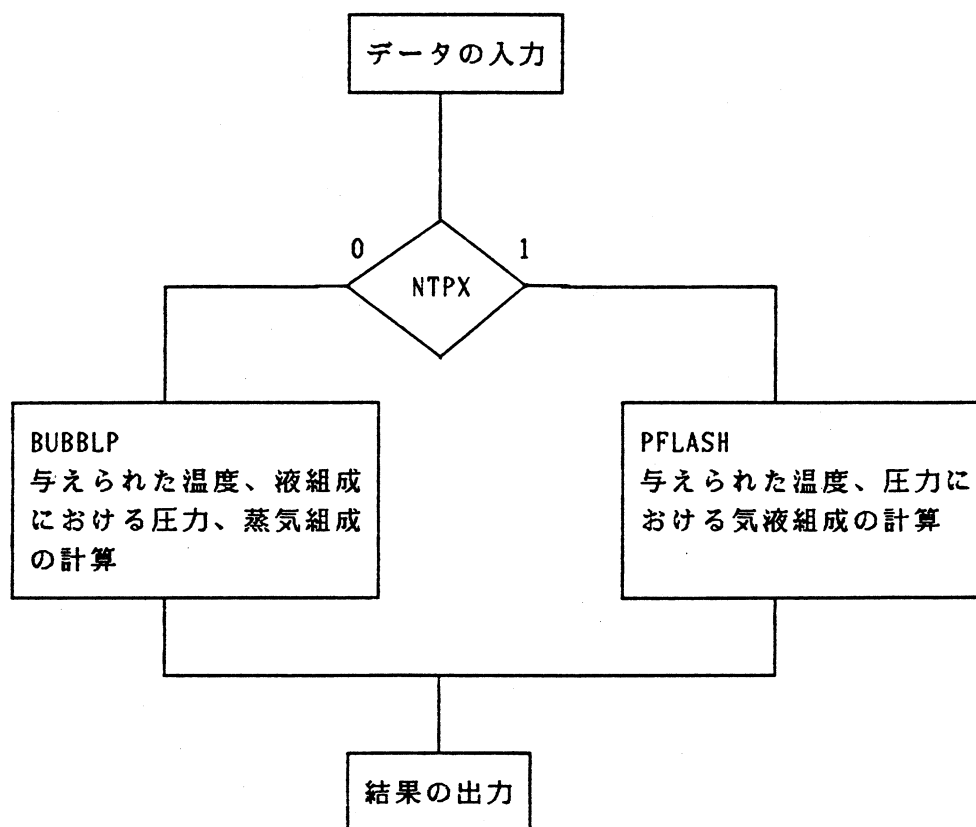 データの入力
0
1
NTPX
BUBBLP
与えられた温度、液組成
における圧力、蒸気組成
の計算
PFLASH
与えられた温度、圧力に
おける気液組成の計算
結果の出力